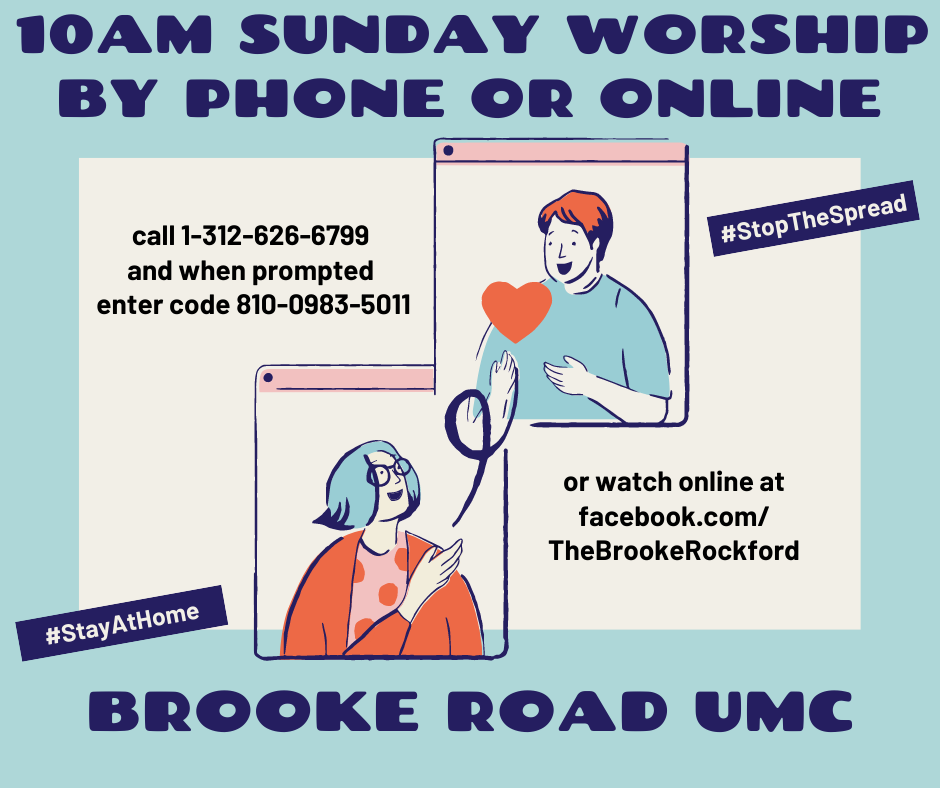 10AM SUNDAY WORSHIP
BY PHONE OR ONLINE
#StopTheSpread
call 1-312-626-6799
and when prompted
enter code 810-0983-5011
or watch online at
facebook.com/
TheBrookeRockford
#StayAtHome
BROOKE ROAD UMC